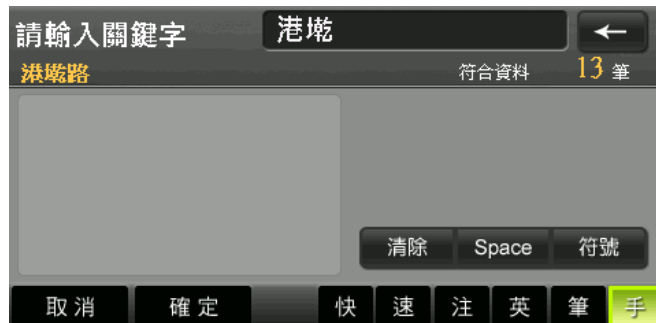 請輸入關鍵字 港墘 ←
港墘路 符合資料 13 筆
清除 Space 符號
取消 確定 快 速 注 英 筆 手